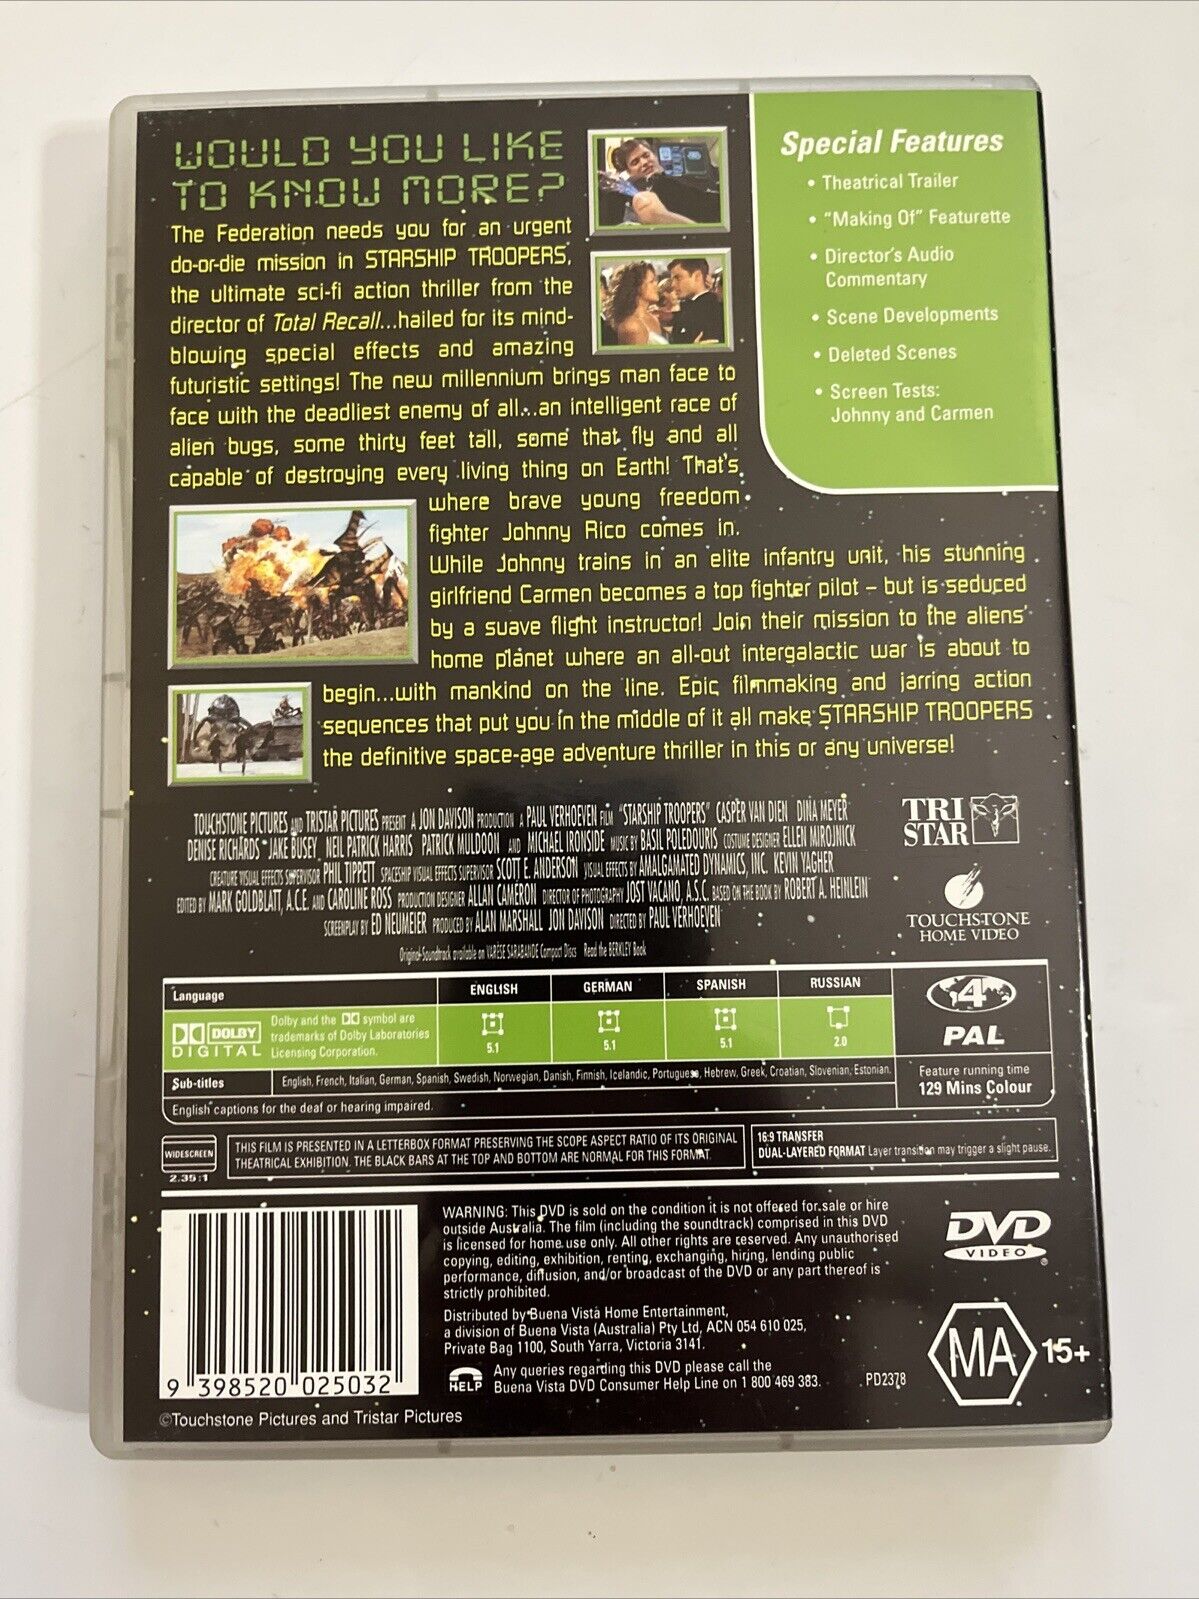 WOULD YOU LIKE
TO KNOW MORE?
The Federation needs you for an urgent
do-or-die mission in STARSHIP TROOPERS,
the ultimate sci-fi action thriller from the
director of Total Recall...hailed for its mind-
blowing special effects and amazing
futuristic settings! The new millennium brings man face to
face with the deadliest enemy of all...an intelligent race of
alien bugs, some thirty feet tall, some that fly and all
capable of destroying every living thing on Earth! That's
where brave young freedom
fighter Johnny Rico comes in.
While Johnny trains in an elite infantry unit, his stunning
girlfriend Carmen becomes a top fighter pilot – but is seduced
by a suave flight instructor! Join their mission to the aliens'
home planet where an all-out intergalactic war is about to
begin...with mankind on the line. Epic filmmaking and jarring action
sequences that put you in the middle of it all make STARSHIP TROOPERS
the definitive space-age adventure thriller in this or any universe!
Special Features
• Theatrical Trailer
• "Making Of" Featurette
• Director's Audio
Commentary
• Scene Developments
• Deleted Scenes
• Screen Tests:
Johnny and Carmen
TOUCHSTONE PICTURES AND TRISTAR PICTURES PRESENT A JON DAVISON PRODUCTION A PAUL VERHOEVEN FILM "STARSHIP TROOPERS" CASPER VAN DIEN DINA MEYER
DENISE RICHARDS JAKE BUSEY NEIL PATRICK HARRIS PATRICK MULDOON AND MICHAEL IRONSIDE MUSIC BY BASIL POLEDOURIS COSTUME DESIGNER ELLEN MIROJNICK
CREATURE VISUAL EFFECTS SUPERVISOR PHIL TIPPETT SPACESHIP VISUAL EFFECTS SUPERVISOR SCOTT E. ANDERSON VISUAL EFFECTS BY AMALGAMATED DYNAMICS, INC. KEVIN YAGHER
EDITED BY MARK GOLDBLATT, A.C.E. AND CAROLINE ROSS PRODUCTION DESIGNER ALLAN CAMERON DIRECTOR OF PHOTOGRAPHY JOST VACANO, A.S.C. BASED ON THE BOOK BY ROBERT A. HEINLEIN
SCREENPLAY BY ED NEUMEIER PRODUCED BY ALAN MARSHALL JON DAVISON DIRECTED BY PAUL VERHOEVEN
Original Soundtrack available on VARÈSE SARABANDE Compact Discs Read the BERKLEY Book
TRI
STAR
TOUCHSTONE
HOME VIDEO
Language ENGLISH GERMAN SPANISH RUSSIAN
DOLBY
DIGITAL
Dolby and the symbol are
trademarks of Dolby Laboratories
Licensing Corporation.
5.1 5.1 5.1 2.0
Sub-titles English, French, Italian, German, Spanish, Swedish, Norwegian, Danish, Finnish, Icelandic, Portuguese, Hebrew, Greek, Croatian, Slovenian, Estonian.
English captions for the deaf or hearing impaired.
4
PAL
Feature running time
129 Mins Colour
WIDESCREEN
2.35:1
THIS FILM IS PRESENTED IN A LETTERBOX FORMAT PRESERVING THE SCOPE ASPECT RATIO OF ITS ORIGINAL
THEATRICAL EXHIBITION. THE BLACK BARS AT THE TOP AND BOTTOM ARE NORMAL FOR THIS FORMAT.
16:9 TRANSFER
DUAL-LAYERED FORMAT Layer transition may trigger a slight pause.
WARNING: This DVD is sold on the condition it is not offered for sale or hire
outside Australia. The film (including the soundtrack) comprised in this DVD
is licensed for home use only. All other rights are reserved. Any unauthorised
copying, editing, exhibition, renting, exchanging, hiring, lending public
performance, diffusion, and/or broadcast of the DVD or any part thereof is
strictly prohibited.
Distributed by Buena Vista Home Entertainment,
a division of Buena Vista (Australia) Pty Ltd, ACN 054 610 025,
Private Bag 1100, South Yarra, Victoria 3141.
HELP
Any queries regarding this DVD please call the
Buena Vista DVD Consumer Help Line on 1 800 469 383.
PD2378
DVD
VIDEO
MA 15+
9 398520 025032
©Touchstone Pictures and Tristar Pictures